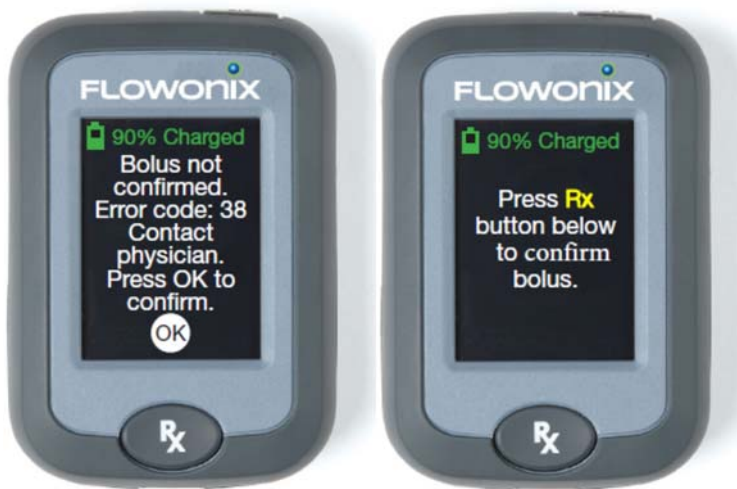 FLOWONIX
90% Charged
Bolus not
confirmed.
Error code: 38
Contact
physician.
Press OK to
confirm.
OK
Rx
FLOWONIX
90% Charged
Press Rx
button below
to confirm
bolus.
Rx